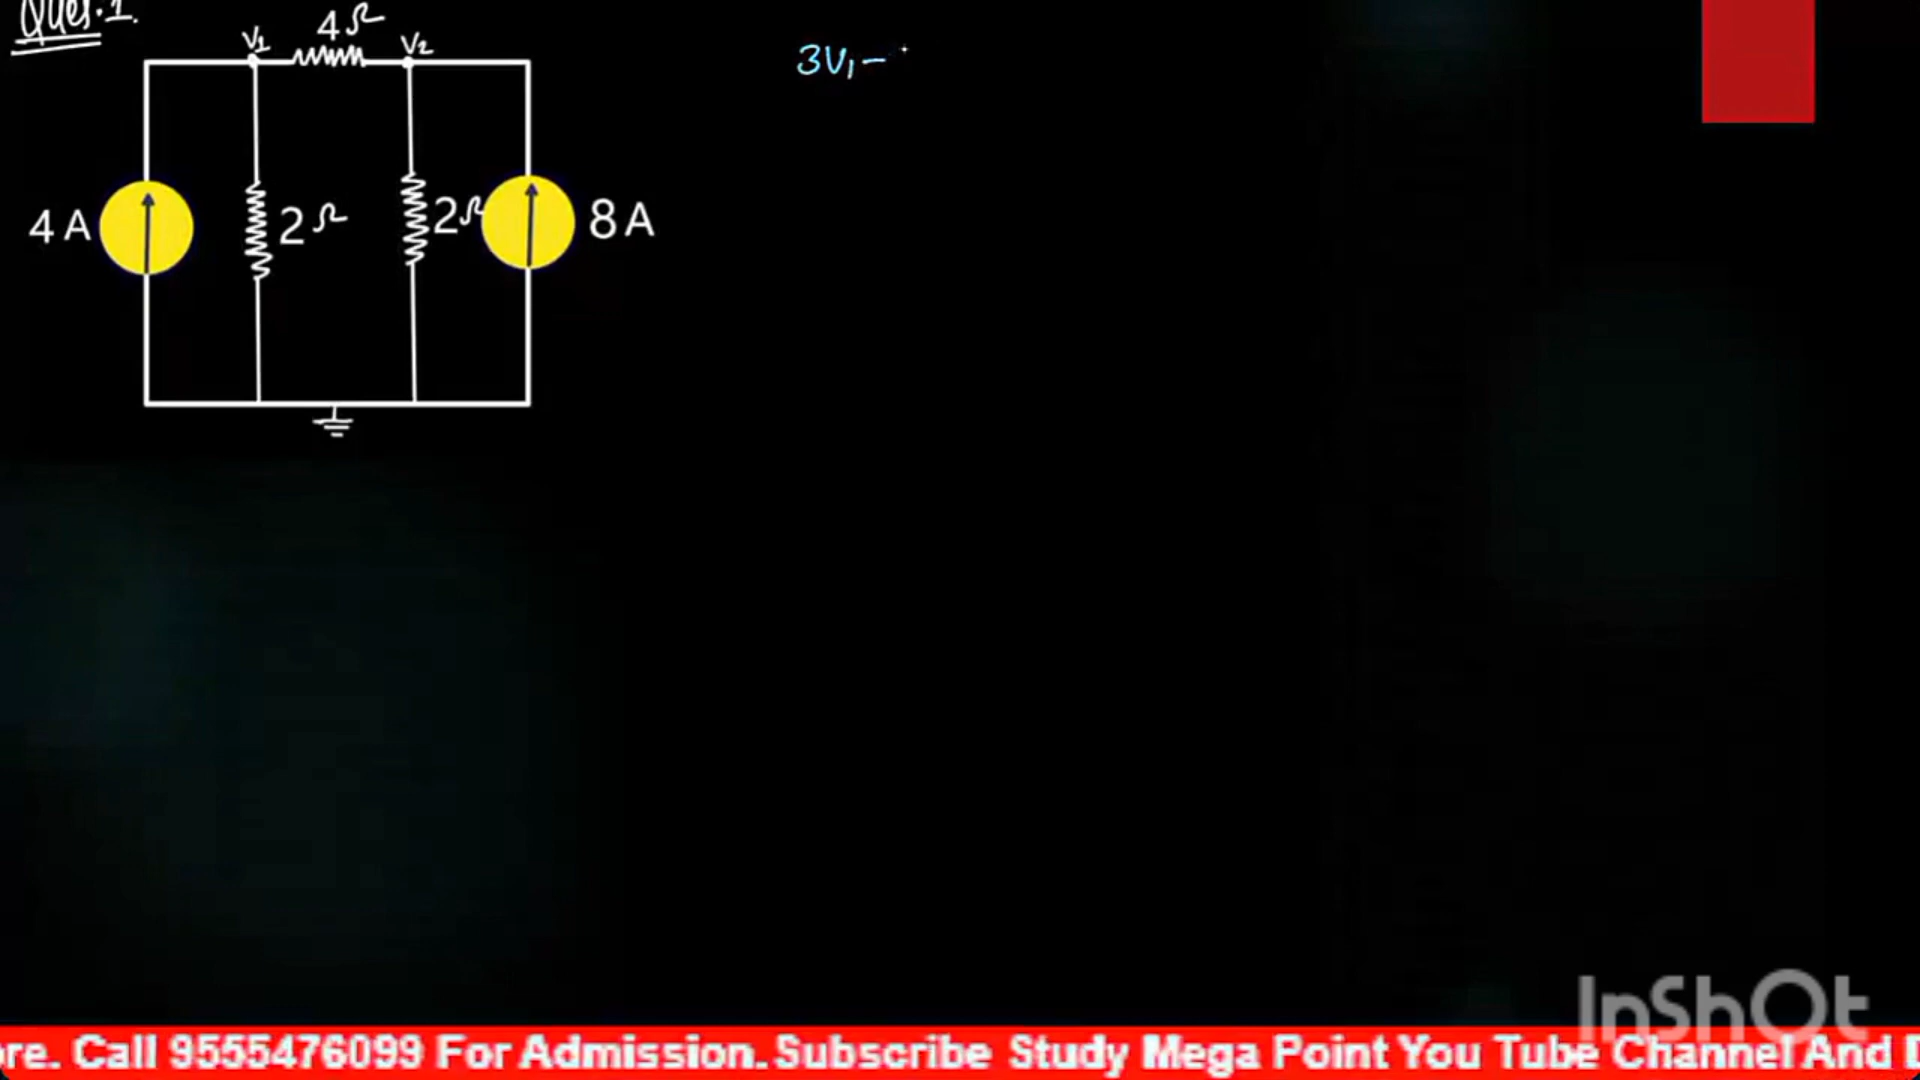 Ques.1.
4Ω
V1
V2
3V1-
4 A
2Ω
2Ω
8 A
InShOt
re. Call 9555476099 For Admission. Subscribe Study Mega Point You Tube Channel And